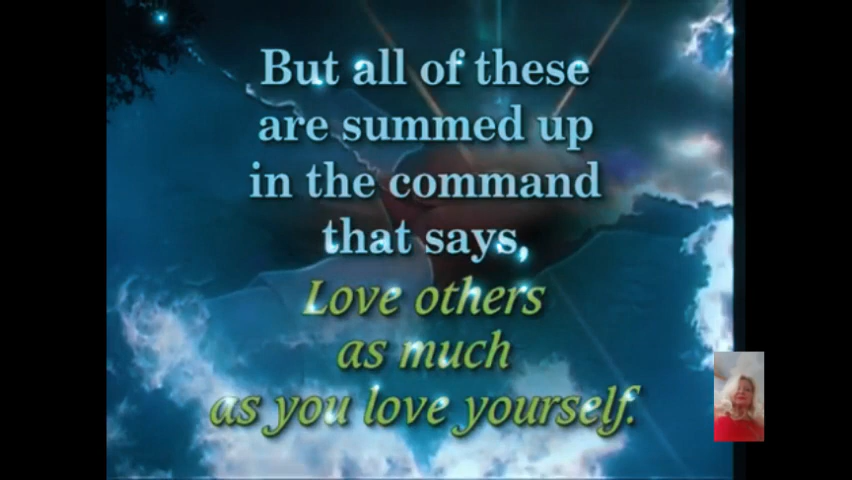 But all of these
are summed up
in the command
that says,
Love others
as much
as you love yourself.